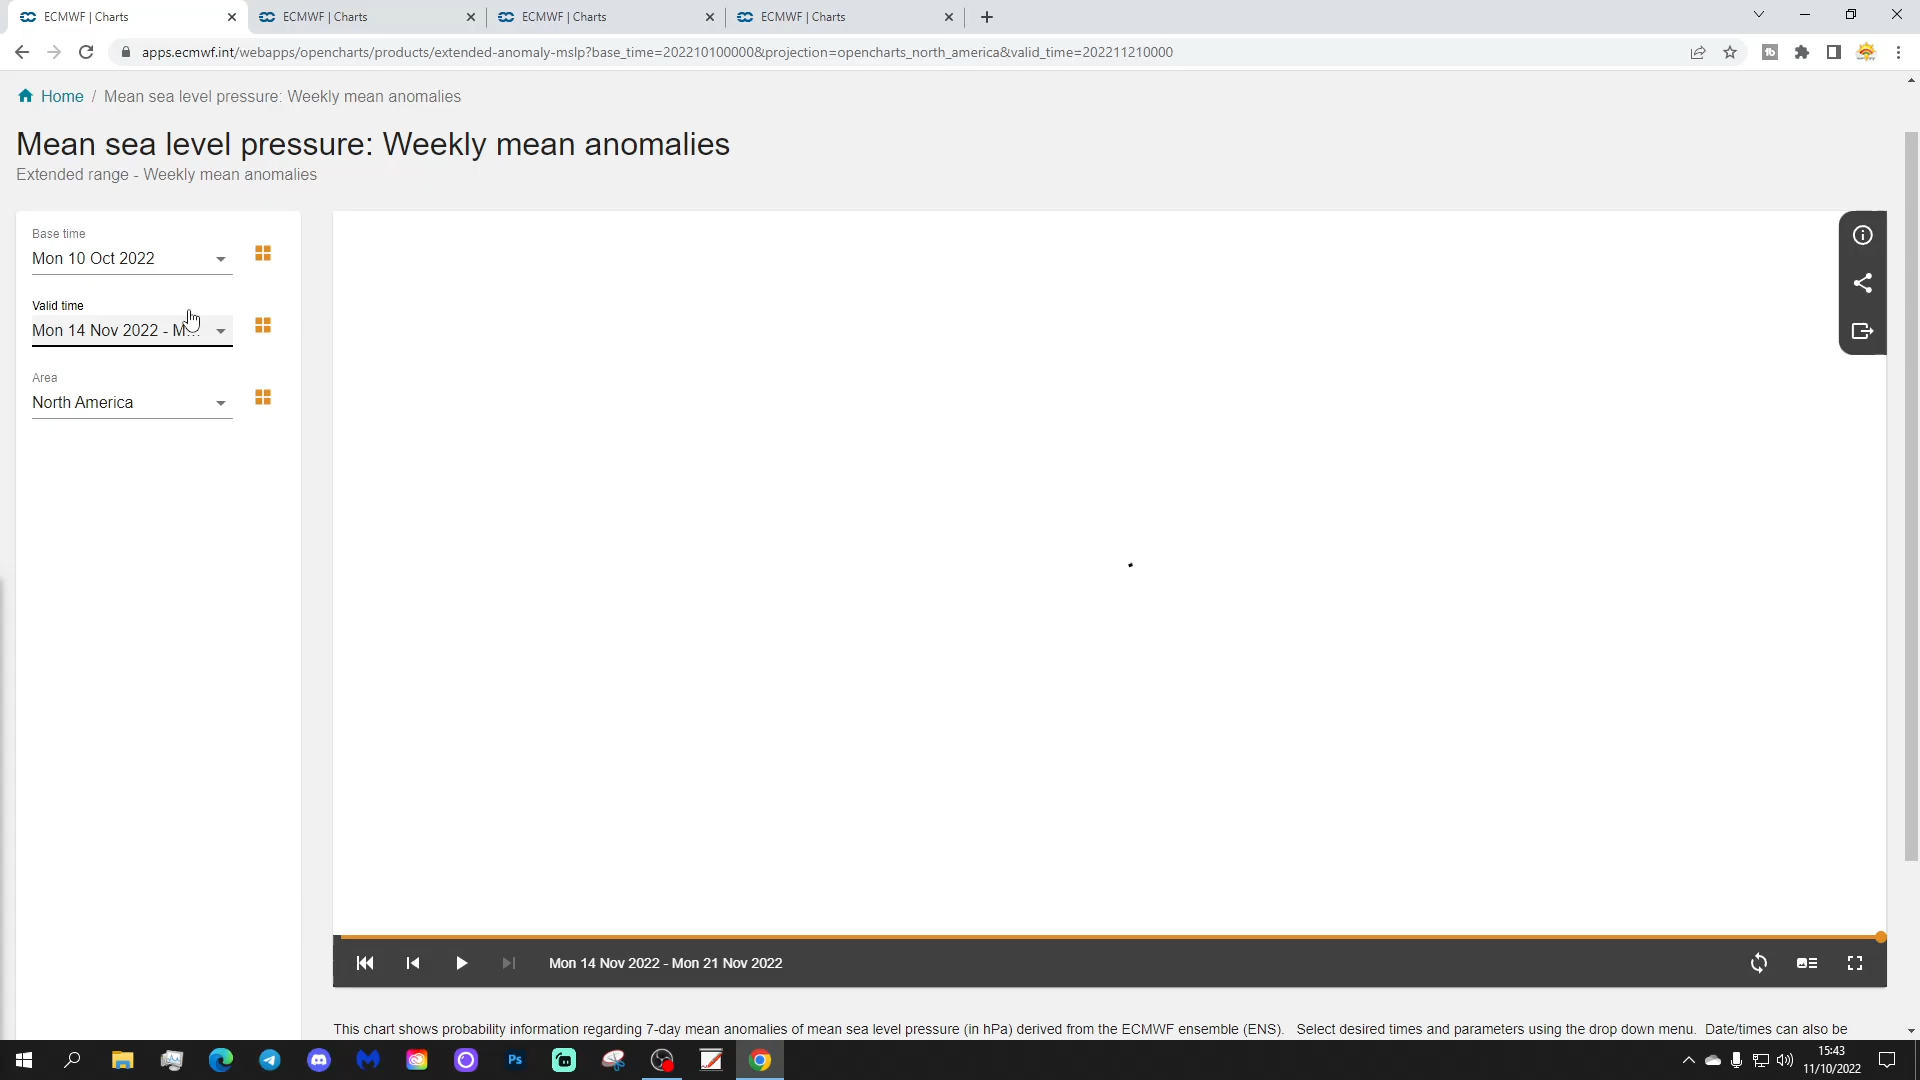 ECMWF | Charts
ECMWF | Charts
ECMWF | Charts
ECMWF | Charts
apps.ecmwf.int/webapps/opencharts/products/extended-anomaly-mslp?base_time=202210100000&projection=opencharts_north_america&valid_time=202211210000
Home / Mean sea level pressure: Weekly mean anomalies
Mean sea level pressure: Weekly mean anomalies
Extended range - Weekly mean anomalies
Base time
Mon 10 Oct 2022
Valid time
Mon 14 Nov 2022 - M...
Area
North America
Mon 14 Nov 2022 - Mon 21 Nov 2022
This chart shows probability information regarding 7-day mean anomalies of mean sea level pressure (in hPa) derived from the ECMWF ensemble (ENS). Select desired times and parameters using the drop down menu. Date/times can also be
Ps
15:43
11/10/2022